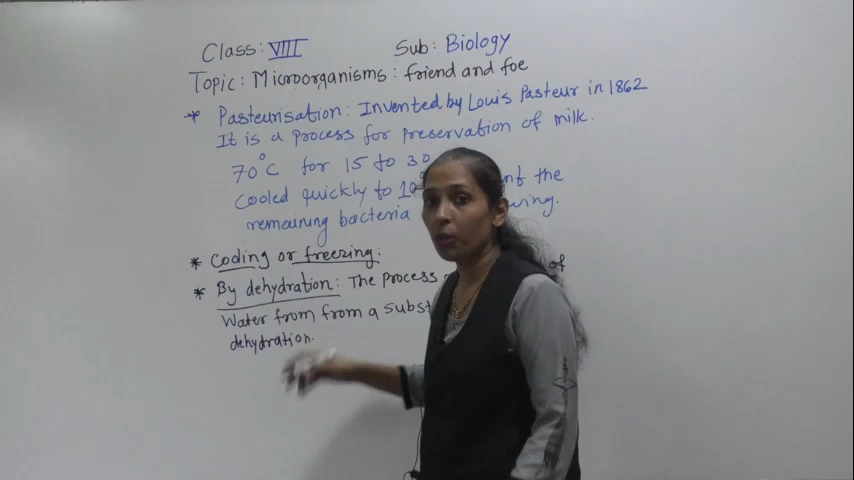 Class: VIII Sub: Biology
Topic: Microorganisms: friend and foe
* Pasteurisation: Invented by Louis Pasteur in 1862
It is a process for preservation of milk.
70°C for 15 to 30
Cooled quickly to 10° the
remaining bacteria
* Coding or freezing:
* By dehydration: The process of
Water from from a subst
dehydration.